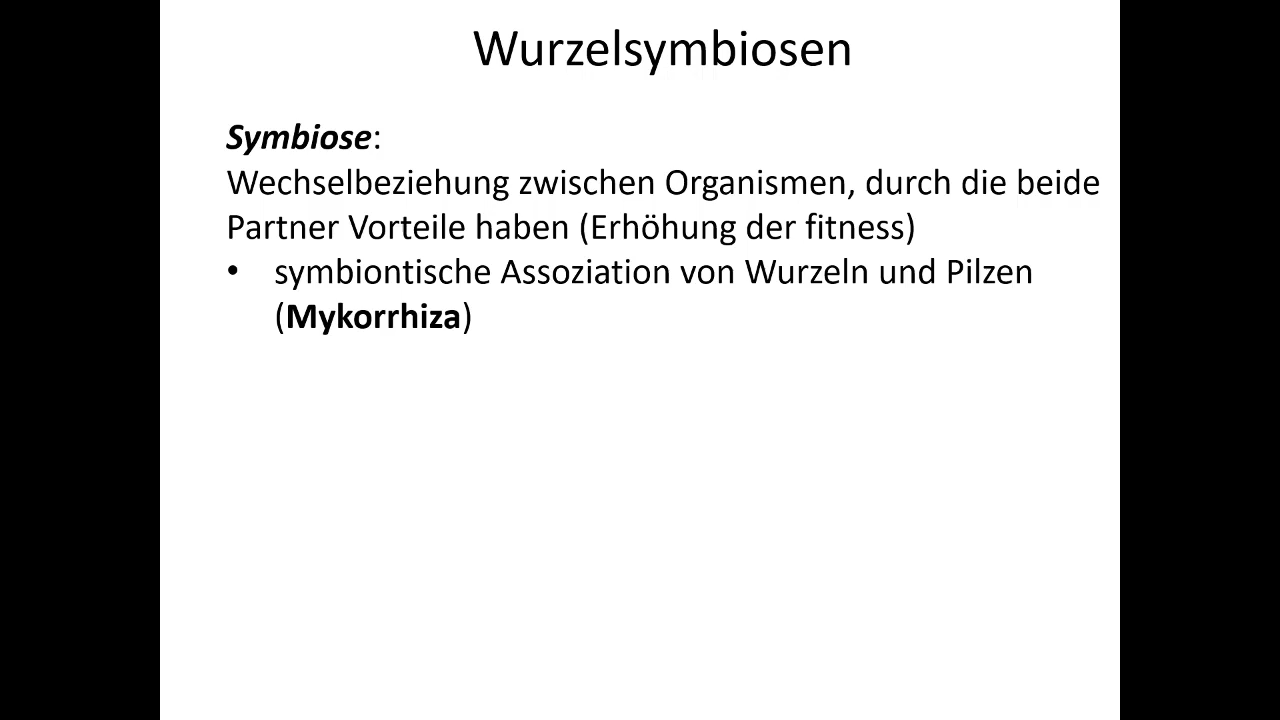 Wurzelsymbiosen
Symbiose:
Wechselbeziehung zwischen Organismen, durch die beide
Partner Vorteile haben (Erhöhung der fitness)
• symbiontische Assoziation von Wurzeln und Pilzen
(Mykorrhiza)